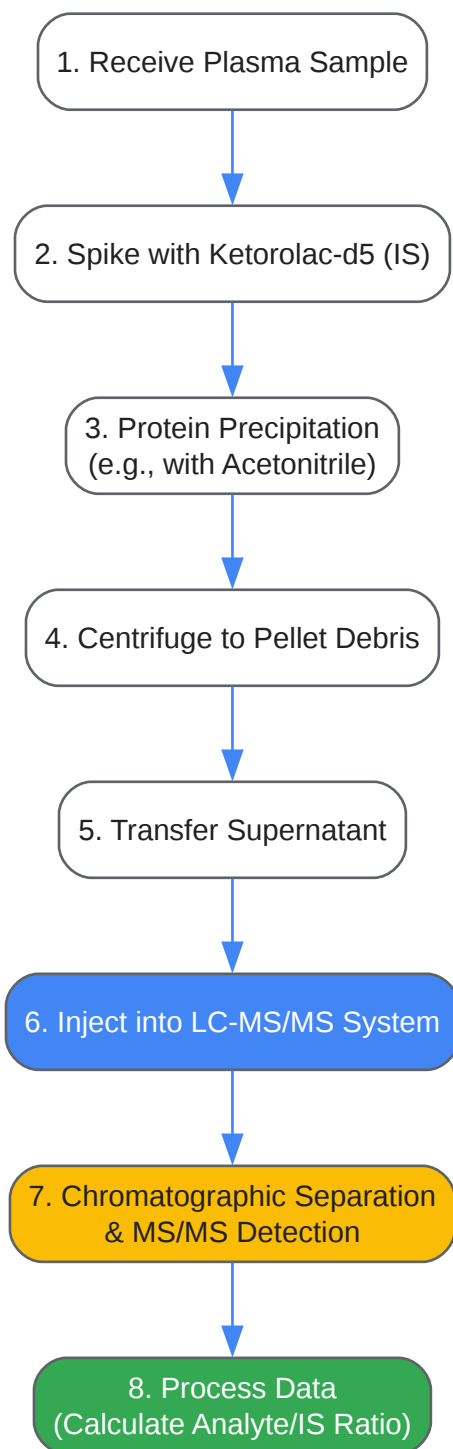 1. Receive Plasma Sample
2. Spike with Ketorolac-d5 (IS)
3. Protein Precipitation
(e.g., with Acetonitrile)
4. Centrifuge to Pellet Debris
5. Transfer Supernatant
6. Inject into LC-MS/MS System
7. Chromatographic Separation
& MS/MS Detection
8. Process Data
(Calculate Analyte/IS Ratio)